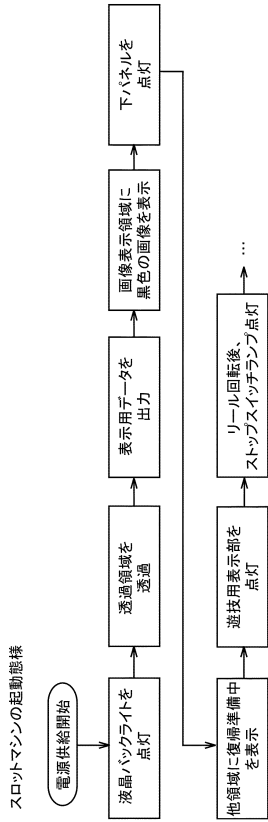 スロットマシンの起動態様
電源供給開始
液晶バックライトを
点灯
透過領域を
透過
表示用データを
出力
画像表示領域に
黒色の画像を表示
下パネルを
点灯
他領域に復帰準備中
を表示
遊技用表示部を
点灯
リール回転後、
ストップスイッチランプ点灯
…